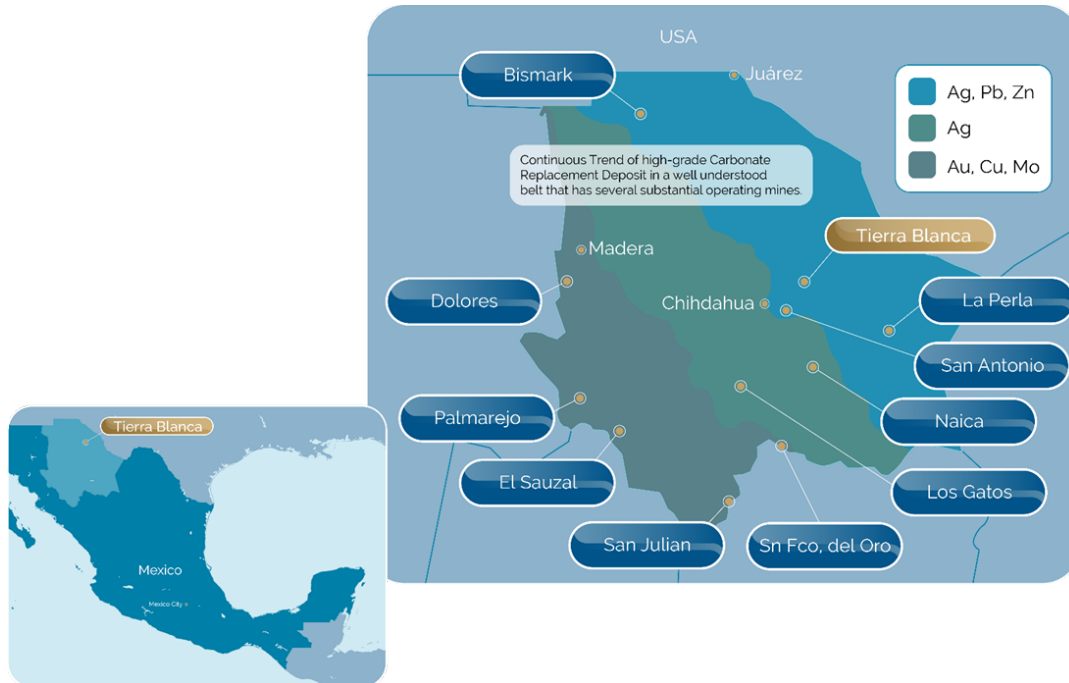 USA
Bismark
Juárez
Ag, Pb, Zn
Ag
Au, Cu, Mo
Continuous Trend of high-grade Carbonate
Replacement Deposit in a well understood
belt that has several substantial operating mines.
Tierra Blanca
Madera
Dolores
Chihdahua
La Perla
San Antonio
Palmarejo
Naica
El Sauzal
Los Gatos
San Julian
Sn Fco, del Oro
Tierra Blanca
Mexico
Mexico City